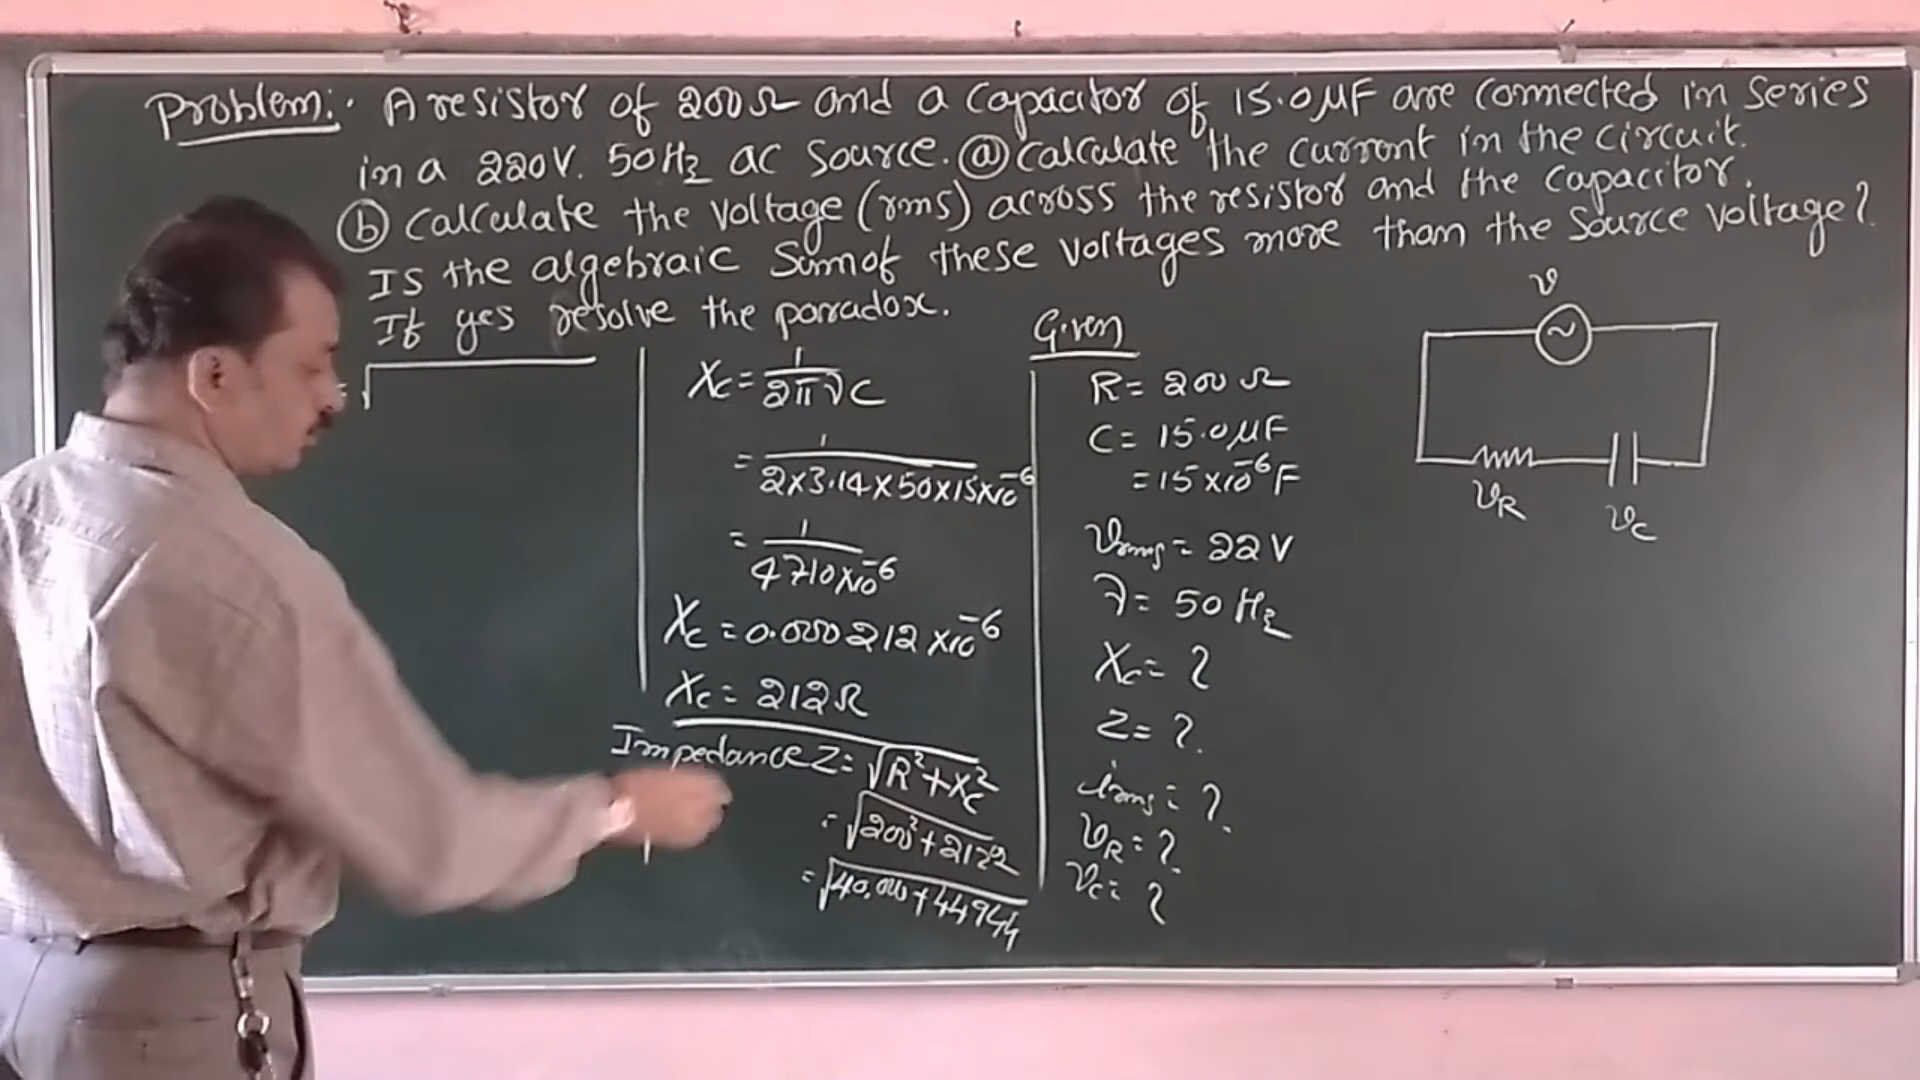 Problem:- A resistor of 200Ω and a capacitor of 15.0μF are connected in series
in a 220V. 50Hz ac source. ⓐ calculate the current in the circuit.
ⓑ calculate the voltage (rms) across the resistor and the capacitor.
Is the algebraic sum of these voltages more than the source voltage?
If yes resolve the paradox.
= √
Xc = 1/2πνC
= 1/2×3.14×50×15×10⁻⁶
= 1/4710×10⁻⁶
Xc = 0.000212×10⁻⁶
Xc = 212Ω
Impedance Z = √R²+Xc²
= √200²+212²
= √40,000+44944
Given
R = 200 Ω
C = 15.0μF
= 15×10⁻⁶F
Vrms = 22V
ν = 50 Hz
Xc = ?
Z = ?.
irms = ?.
VR = ?.
Vc = ?
v
VR
VC